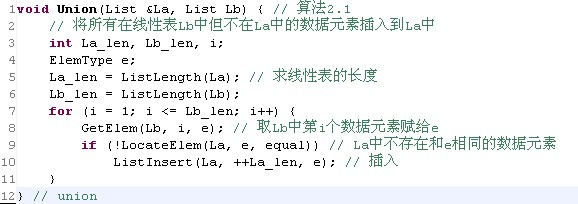 1 void Union(List &La, List Lb) { // 算法2.1
2 // 将所有在线性表Lb中但不在La中的数据元素插入到La中
3 int La_len, Lb_len, i;
4 ElemType e;
5 La_len = ListLength(La); // 求线性表的长度
6 Lb_len = ListLength(Lb);
7 for (i = 1; i <= Lb_len; i++) {
8 GetElem(Lb, i, e); // 取Lb中第i个数据元素赋给e
9 if (!LocateElem(La, e, equal)) // La中不存在和e相同的数据元素
10 ListInsert(La, ++La_len, e); // 插入
11 }
12 } // union